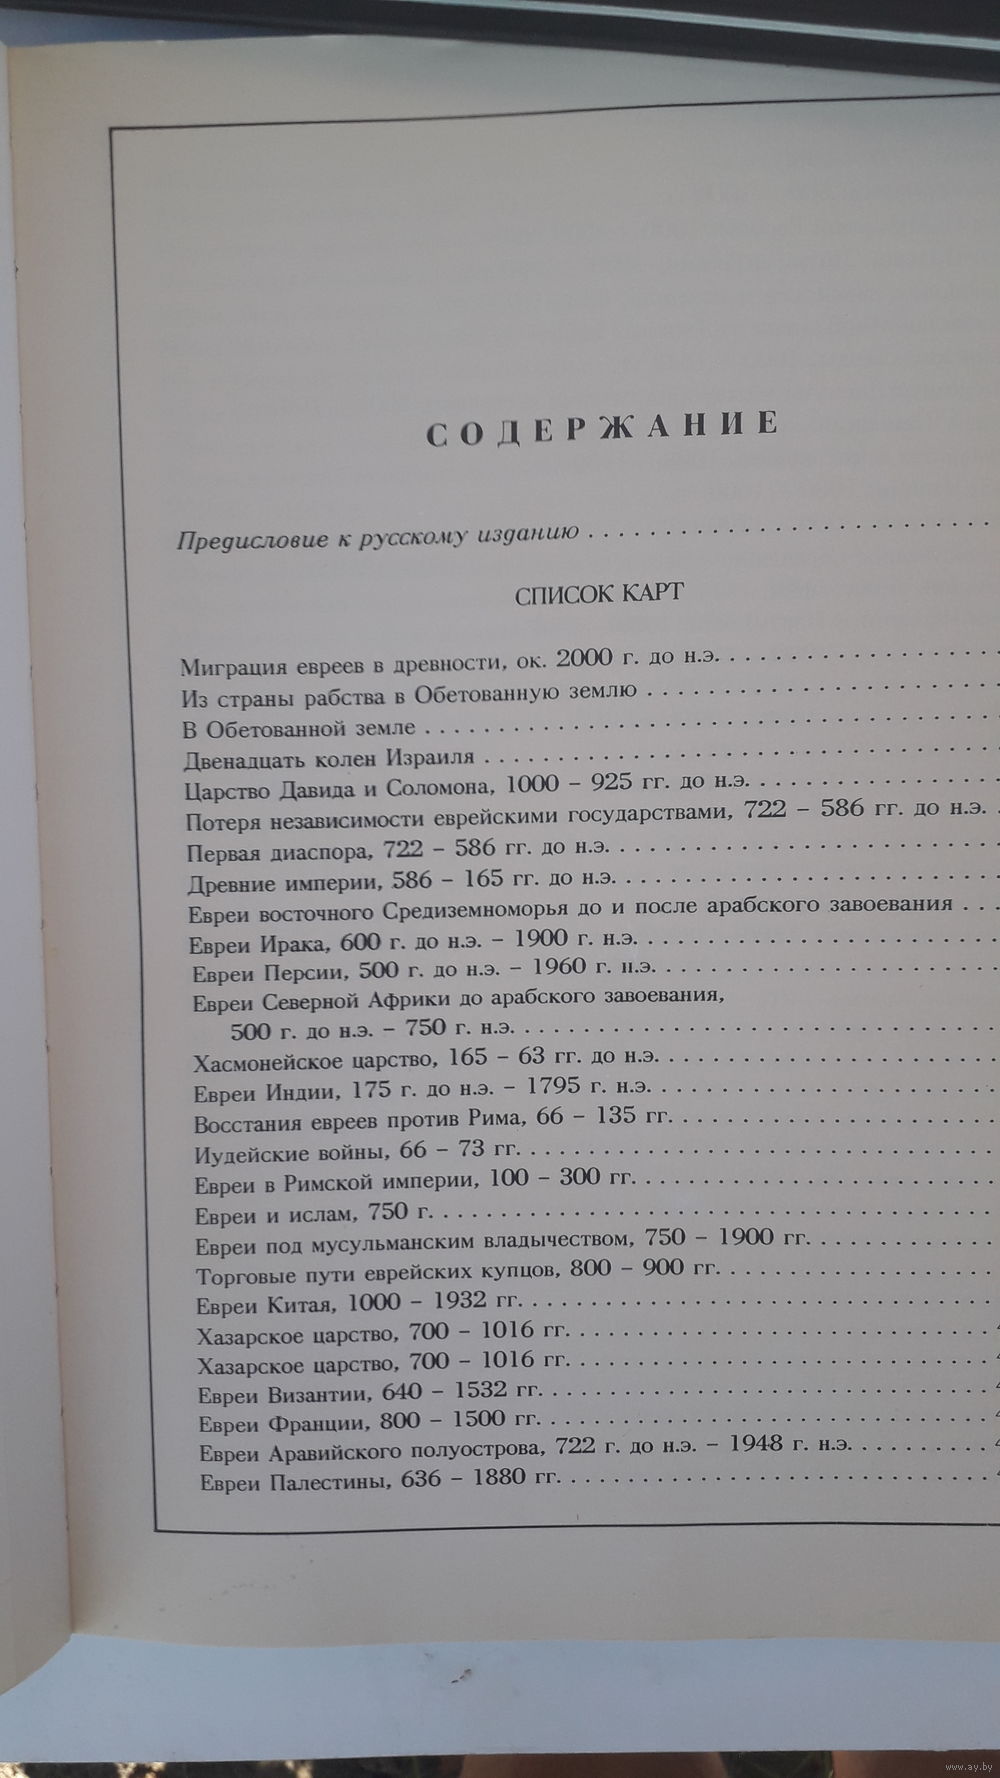 СОДЕРЖАНИЕ
Предисловие к русскому изданию . . . . . . . . . . . . . . . . . . . . . . . . . .
СПИСОК КАРТ
Миграция евреев в древности, ок. 2000 г. до н.э. . . . . . . . . . . . . . . . . . .
Из страны рабства в Обетованную землю . . . . . . . . . . . . . . . . . . . . . . .
В Обетованной земле . . . . . . . . . . . . . . . . . . . . . . . . . . . . . . . . . . . . .
Двенадцать колен Израиля . . . . . . . . . . . . . . . . . . . . . . . . . . . . . . . . .
Царство Давида и Соломона, 1000 – 925 гг. до н.э. . . . . . . . . . . . . . . . .
Потеря независимости еврейскими государствами, 722 – 586 гг. до н.э. .
Первая диаспора, 722 – 586 гг. до н.э. . . . . . . . . . . . . . . . . . . . . . . . . .
Древние империи, 586 – 165 гг. до н.э. . . . . . . . . . . . . . . . . . . . . . . . .
Евреи восточного Средиземноморья до и после арабского завоевания . . .
Евреи Ирака, 600 г. до н.э. – 1900 г. н.э. . . . . . . . . . . . . . . . . . . . . . . .
Евреи Персии, 500 г. до н.э. – 1960 г. н.э. . . . . . . . . . . . . . . . . . . . . . .
Евреи Северной Африки до арабского завоевания,
500 г. до н.э. – 750 г. н.э. . . . . . . . . . . . . . . . . . . . . . . . . . . . . . . .
Хасмонейское царство, 165 – 63 гг. до н.э. . . . . . . . . . . . . . . . . . . . . . .
Евреи Индии, 175 г. до н.э. – 1795 г. н.э. . . . . . . . . . . . . . . . . . . . . . .
Восстания евреев против Рима, 66 – 135 гг. . . . . . . . . . . . . . . . . . . . . .
Иудейские войны, 66 – 73 гг. . . . . . . . . . . . . . . . . . . . . . . . . . . . . . . .
Евреи в Римской империи, 100 – 300 гг. . . . . . . . . . . . . . . . . . . . . . . .
Евреи и ислам, 750 г. . . . . . . . . . . . . . . . . . . . . . . . . . . . . . . . . . . . .
Евреи под мусульманским владычеством, 750 – 1900 гг. . . . . . . . . . . . .
Торговые пути еврейских купцов, 800 – 900 гг. . . . . . . . . . . . . . . . . . .
Евреи Китая, 1000 – 1932 гг. . . . . . . . . . . . . . . . . . . . . . . . . . . . . . . .
Хазарское царство, 700 – 1016 гг. . . . . . . . . . . . . . . . . . . . . . . . . . . .
Хазарское царство, 700 – 1016 гг. . . . . . . . . . . . . . . . . . . . . . . . . . . .
Евреи Византии, 640 – 1532 гг. . . . . . . . . . . . . . . . . . . . . . . . . . . . . .
Евреи Франции, 800 – 1500 гг. . . . . . . . . . . . . . . . . . . . . . . . . . . . . .
Евреи Аравийского полуострова, 722 г. до н.э. – 1948 г. н.э. . . . . . . . . .
Евреи Палестины, 636 – 1880 гг. . . . . . . . . . . . . . . . . . . . . . . . . . . . .
www.ay.by